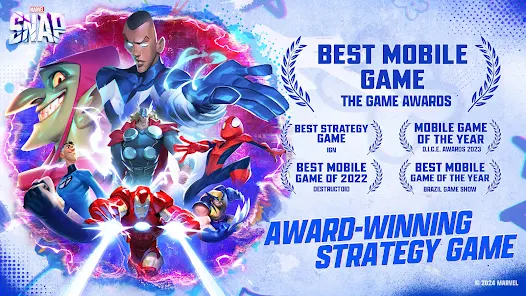 MARVEL
SNAP
BEST MOBILE
GAME
THE GAME AWARDS
BEST STRATEGY
GAME
IGN
MOBILE GAME
OF THE YEAR
D.I.C.E. AWARDS 2023
BEST MOBILE
GAME OF 2022
DESTRUCTOID
BEST MOBILE
GAME OF THE YEAR
BRAZIL GAME SHOW
AWARD-WINNING
STRATEGY GAME
© 2024 MARVEL